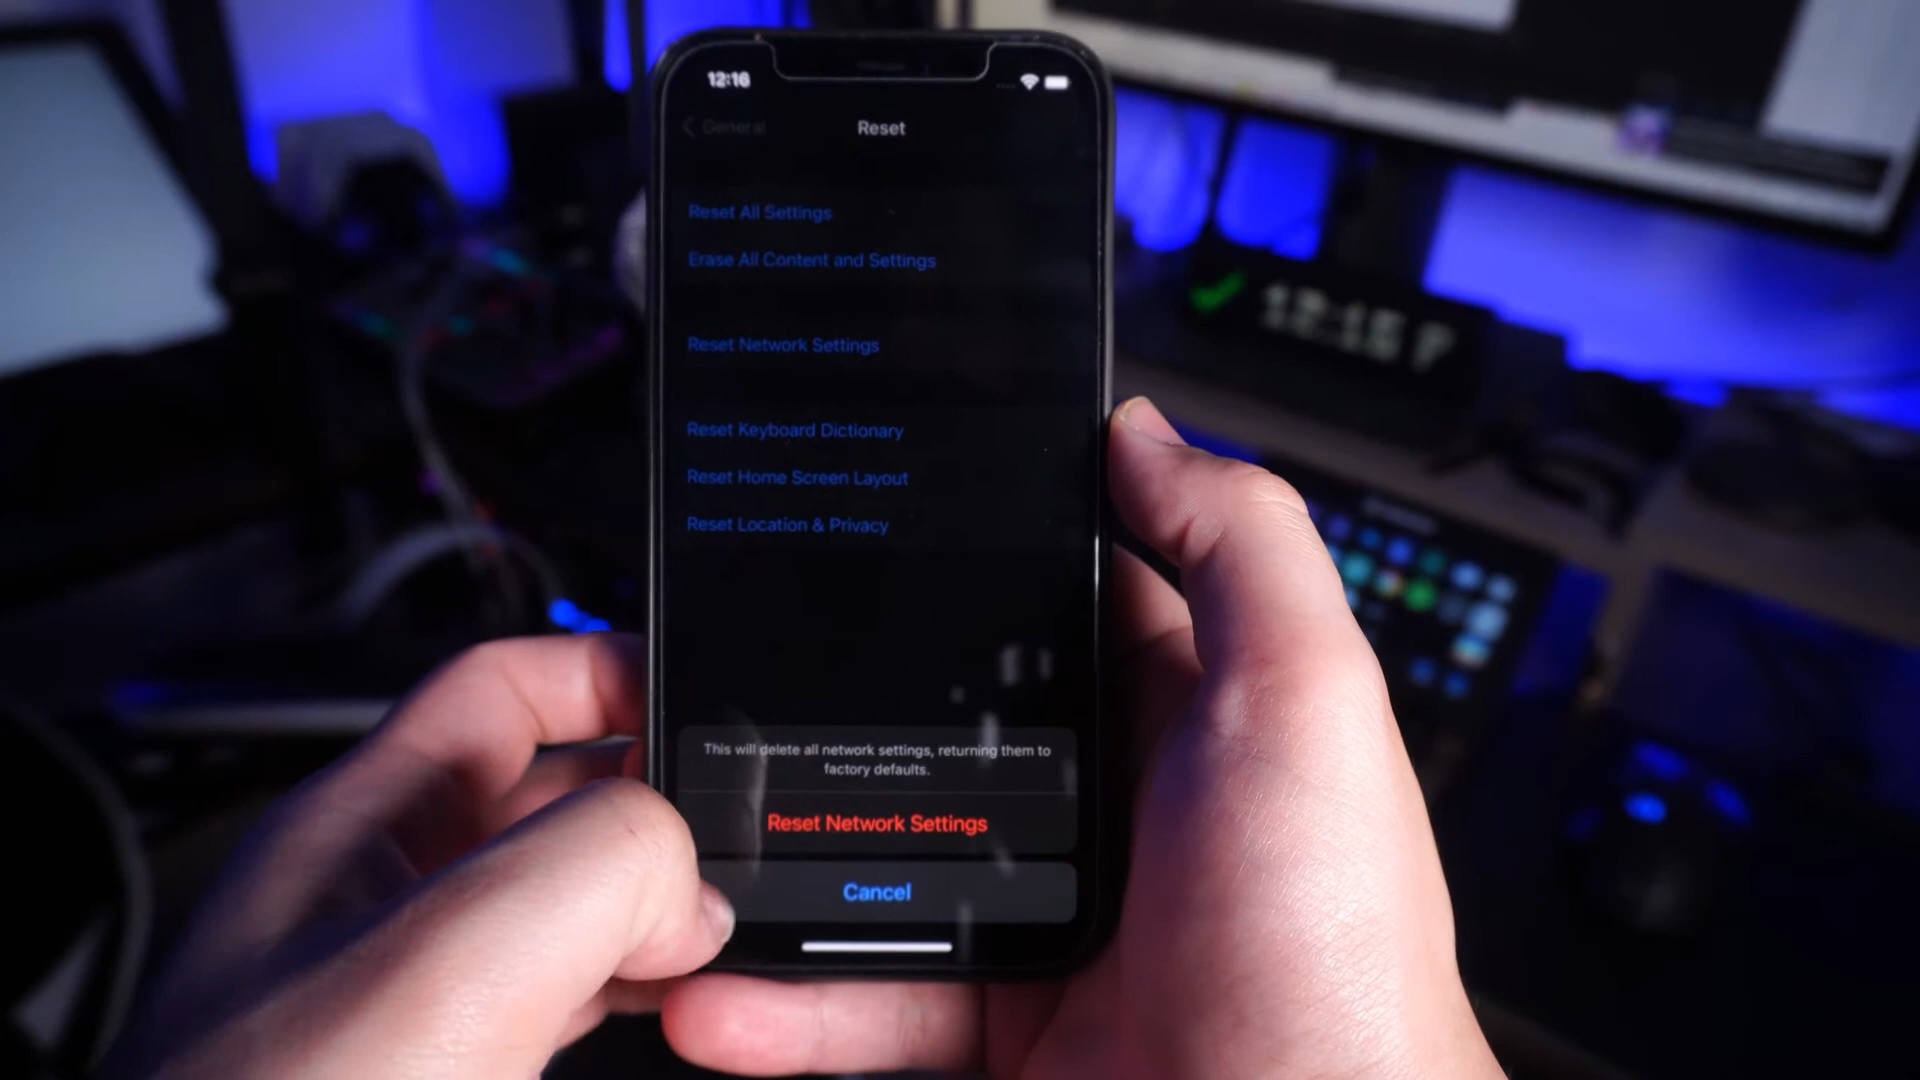 12:16
General
Reset
Reset All Settings
Erase All Content and Settings
Reset Network Settings
Reset Keyboard Dictionary
Reset Home Screen Layout
Reset Location & Privacy
This will delete all network settings, returning them to
factory defaults.
Reset Network Settings
Cancel